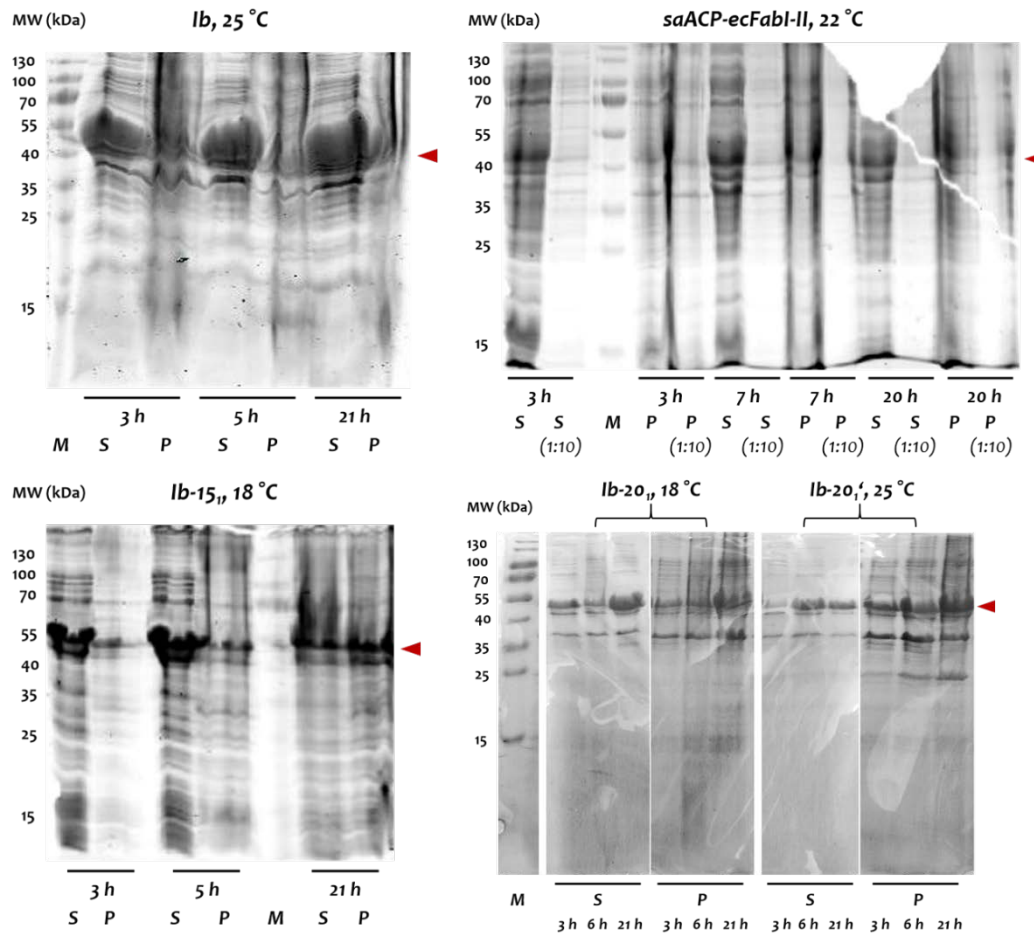 MW (kDa)
Ib, 25 °C
130
100
70
55
40
35
25
15
3 h
5 h
21 h
M
S
P
S
P
S
P
MW (kDa)
saACP-ecFabI-II, 22 °C
130
100
70
55
40
35
25
15
3 h
3 h
7 h
7 h
20 h
20 h
S
S
M
P
P
S
S
P
P
S
S
P
P
(1:10)
(1:10)
(1:10)
(1:10)
(1:10)
(1:10)
MW (kDa)
Ib-15₁, 18 °C
130
100
70
55
40
35
25
15
3 h
5 h
21 h
S
P
S
P
M
S
P
MW (kDa)
Ib-20₁, 18 °C
Ib-20₁‘, 25 °C
130
100
70
55
40
35
25
15
M
S
P
S
P
3 h 6 h 21 h
3 h 6 h 21 h
3 h 6 h 21 h
3 h 6 h 21 h